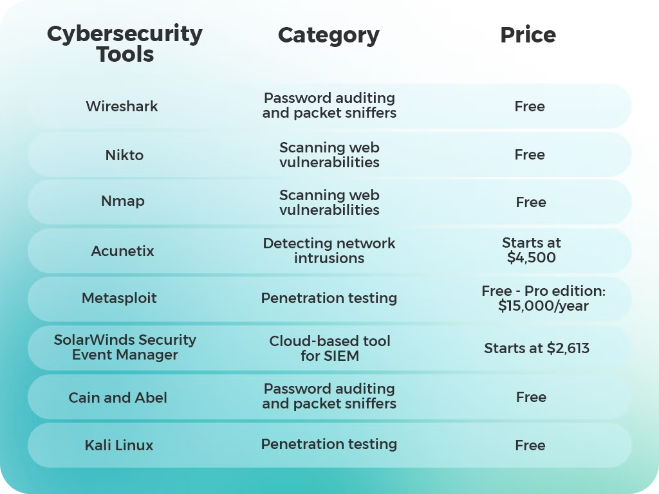 Cybersecurity
Tools
Category
Price
Wireshark
Password auditing
and packet sniffers
Free
Nikto
Scanning web
vulnerabilities
Free
Nmap
Scanning web
vulnerabilities
Free
Acunetix
Detecting network
intrusions
Starts at
$4,500
Metasploit
Penetration testing
Free - Pro edition:
$15,000/year
SolarWinds Security
Event Manager
Cloud-based tool
for SIEM
Starts at $2,613
Cain and Abel
Password auditing
and packet sniffers
Free
Kali Linux
Penetration testing
Free